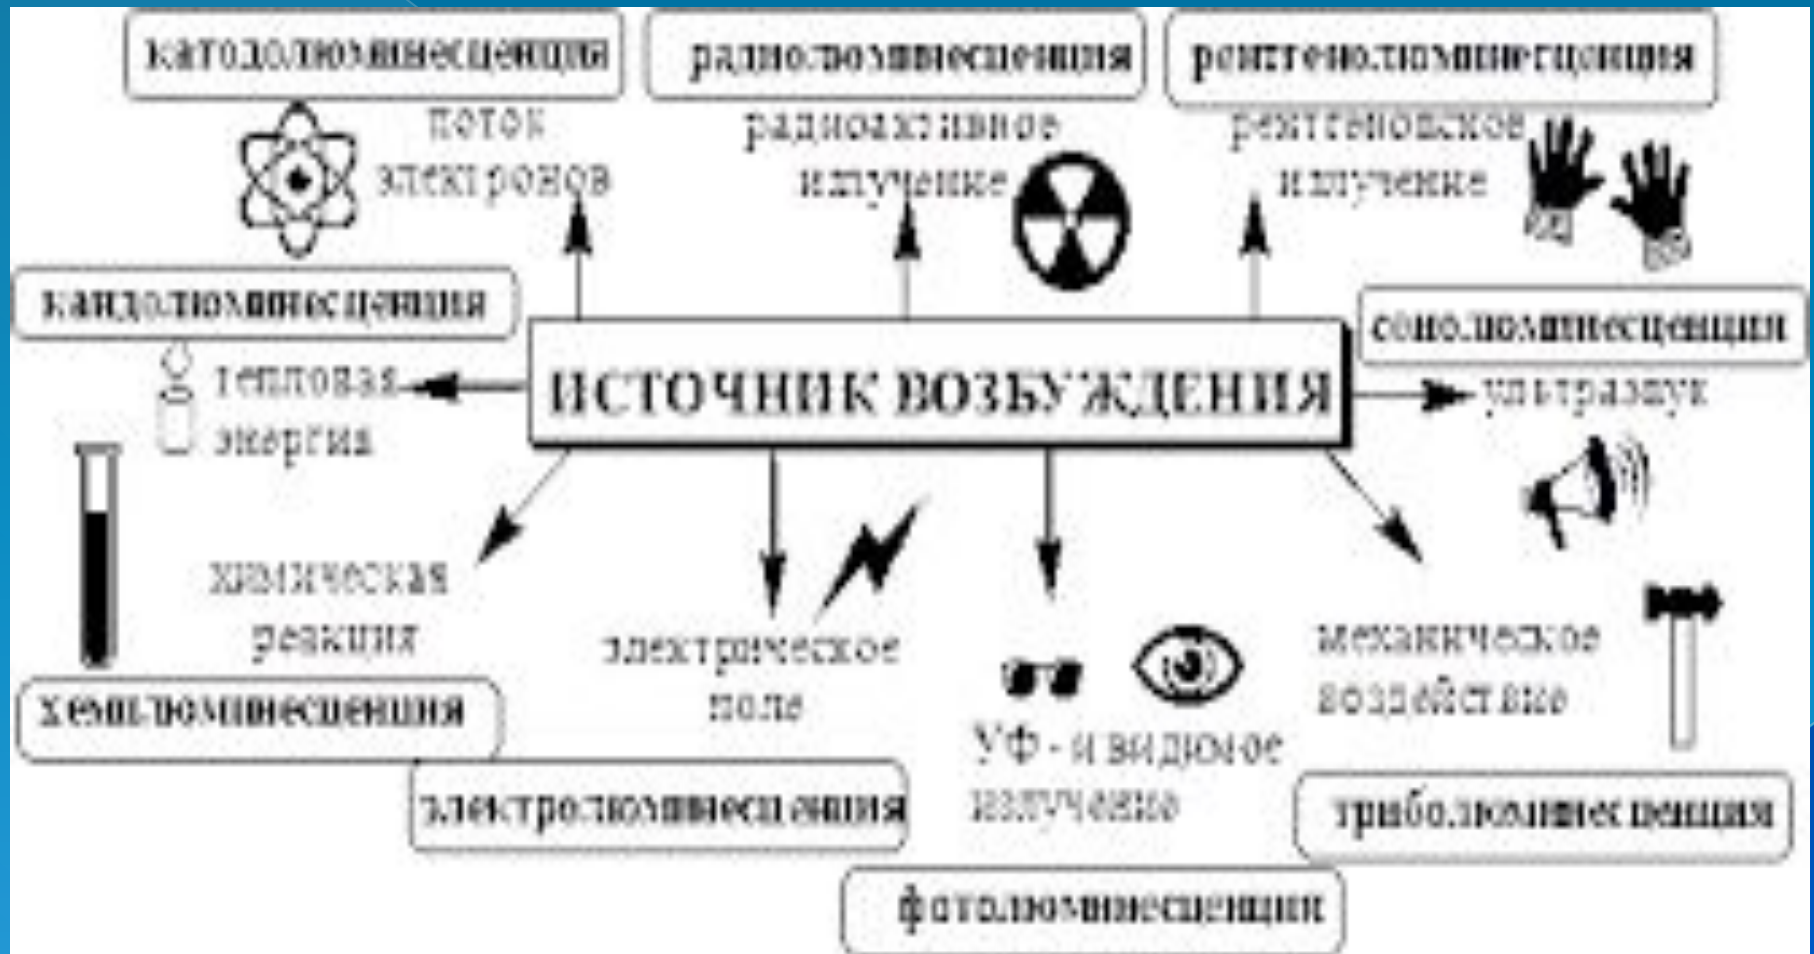 катодолюминесценция
радиолюминесценция
рентгенолюминесценция
поток
электронов
радиоактивное
излучение
рентгеновское
излучение
кандолюминесценция
сонолюминесценция
тепловая
энергия
ИСТОЧНИК ВОЗБУЖДЕНИЯ
ультразвук
химическая
реакция
электрическое
поле
УФ - и видимое
излучение
механическое
воздействие
хемилюминесценция
электролюминесценция
триболюминесценция
фотолюминесценция